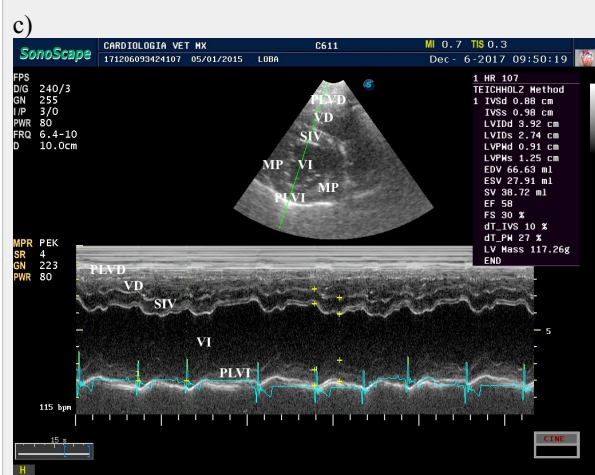 c)
SonoScape
CARDIOLOGIA VET MX C611 MI 0.7 TIS 0.3
171206093424107 05/01/2015 LOBA Dec- 6-2017 09:50:19
FPS
D/G 240/3
GN 255
I/P 3/0
PWR 80
FRQ 6.4-10
D 10.0cm
1 HR 107
TEICHHOLZ Method
1 IVSd 0.88 cm
IVSs 0.98 cm
LVIDd 3.92 cm
LVIDs 2.74 cm
LVPWd 0.91 cm
LVPWs 1.25 cm
EDV 66.63 ml
ESV 27.91 ml
SV 38.72 ml
EF 58
FS 30 %
dT_IVS 10 %
dT_PW 27 %
LV Mass 117.26g
END
S
PLVD
VD
SIV
MP VI
MP
PLVI
MPR PEK
SR 4
GN 223
PWR 80
PLVD
VD
SIV
5
VI
PLVI
115 bpm
15 s
CINE
H